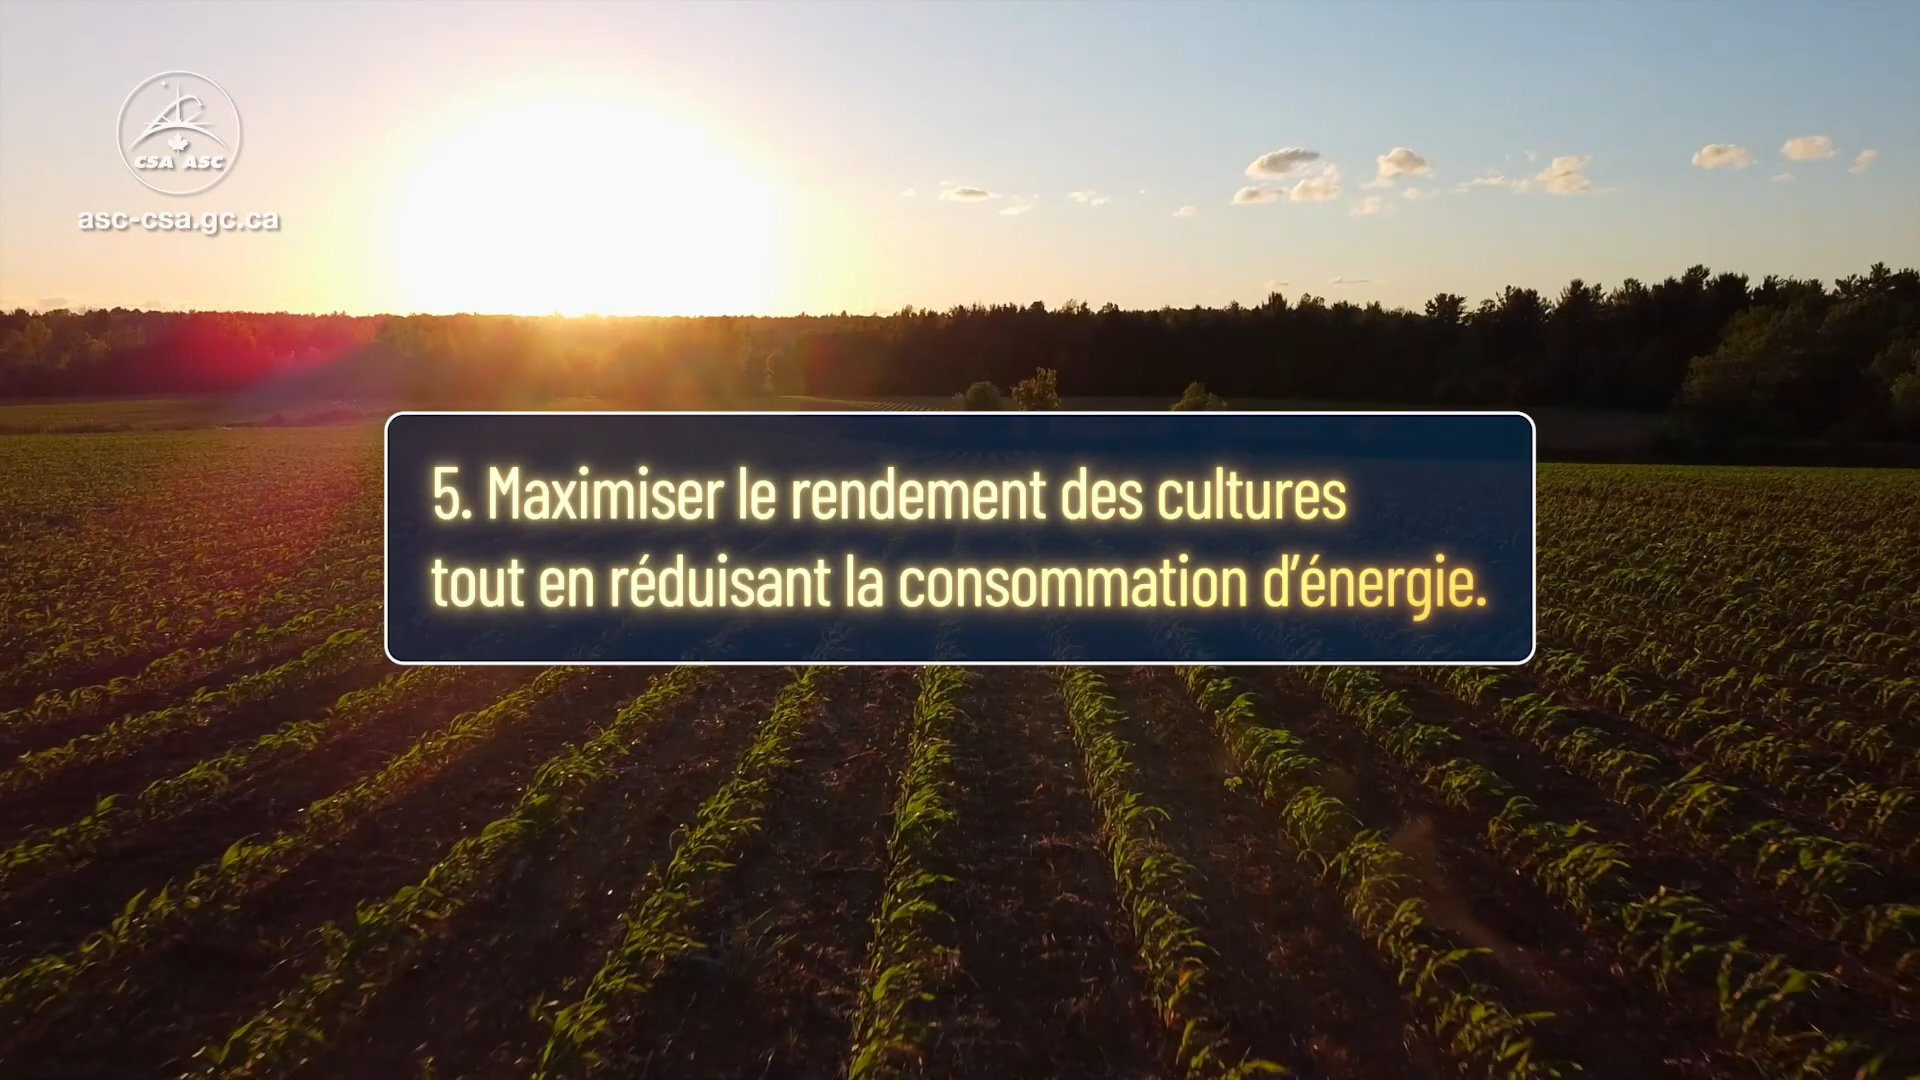 CSA ASC
asc-csa.gc.ca
5. Maximiser le rendement des cultures
tout en réduisant la consommation d'énergie.